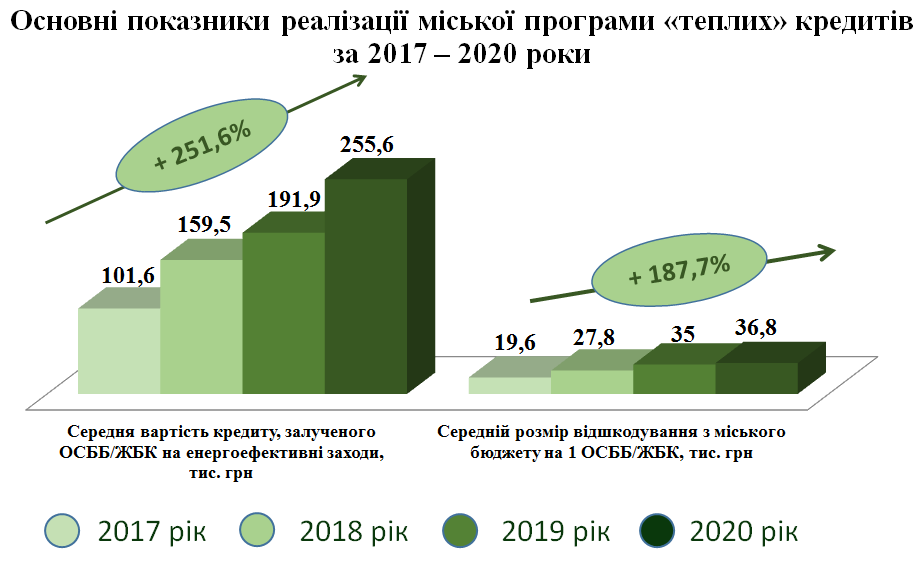 Основні показники реалізації міської програми «теплих» кредитів
за 2017 – 2020 роки
+ 251,6%
255,6
191,9
159,5
101,6
+ 187,7%
19,6
27,8
35
36,8
Середня вартість кредиту, залученого
ОСББ/ЖБК на енергоефективні заходи,
тис. грн
Середній розмір відшкодування з міського
бюджету на 1 ОСББ/ЖБК, тис. грн
2017 рік
2018 рік
2019 рік
2020 рік